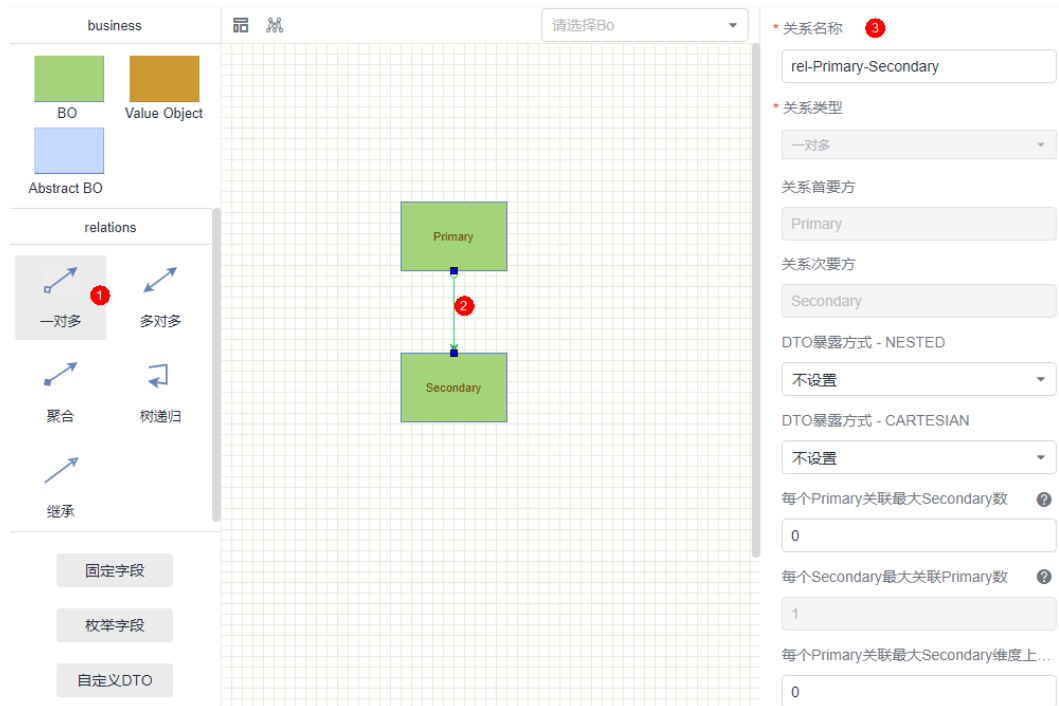 business
请选择Bo
BO
Value Object
Abstract BO
relations
1
一对多
多对多
聚合
树递归
继承
固定字段
枚举字段
自定义DTO
Primary
2
Secondary
* 关系名称 3
rel-Primary-Secondary
* 关系类型
一对多
关系首要方
Primary
关系次要方
Secondary
DTO暴露方式 - NESTED
不设置
DTO暴露方式 - CARTESIAN
不设置
每个Primary关联最大Secondary数 ?
0
每个Secondary最大关联Primary数 ?
1
每个Primary关联最大Secondary维度上...
0